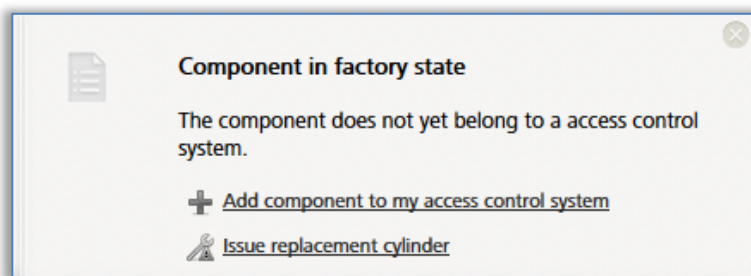 Component in factory state
The component does not yet belong to a access control
system.
Add component to my access control system
Issue replacement cylinder